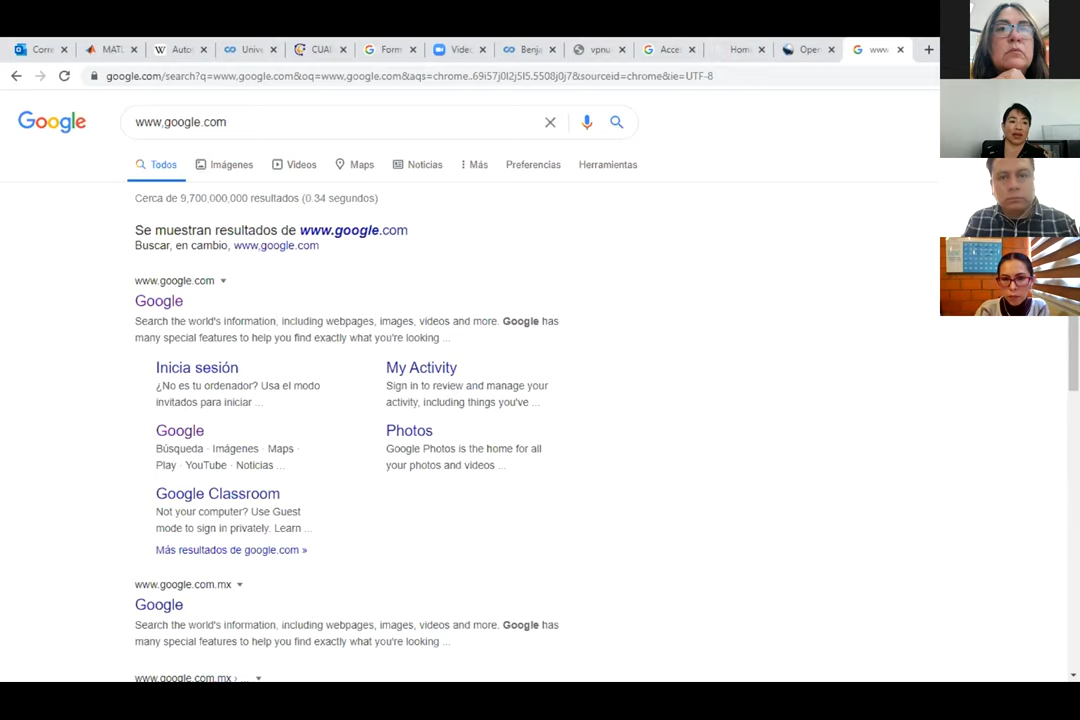 Corre
MATL
Auto
Unive
CUAI
Form
Videc
Benja
vpnu
Acce
Hom
Open
www
google.com/search?q=www,google.com&oq=www,google.com&aqs=chrome..69i57j0l2j5l5.5508j0j7&sourceid=chrome&ie=UTF-8
Google
www,google.com
Todos
Imágenes
Videos
Maps
Noticias
Más
Preferencias
Herramientas
Cerca de 9,700,000,000 resultados (0.34 segundos)
Se muestran resultados de www.google.com
Buscar, en cambio, www,google.com
www.google.com
Google
Search the world's information, including webpages, images, videos and more. Google has
many special features to help you find exactly what you're looking ...
Inicia sesión
¿No es tu ordenador? Usa el modo
invitados para iniciar ...
My Activity
Sign in to review and manage your
activity, including things you've ...
Google
Búsqueda · Imágenes · Maps ·
Play · YouTube · Noticias ...
Photos
Google Photos is the home for all
your photos and videos ...
Google Classroom
Not your computer? Use Guest
mode to sign in privately. Learn ...
Más resultados de google.com »
www.google.com.mx
Google
Search the world's information, including webpages, images, videos and more. Google has
many special features to help you find exactly what you're looking ...
www.google.com.mx › ...